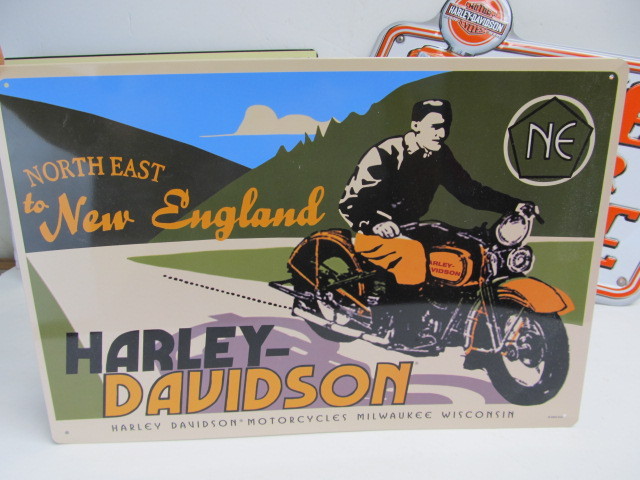 NORTH EAST
to New England
NE
HARLEY-
DAVIDSON
HARLEY-
DAVIDSON®
HARLEY DAVIDSON® MOTORCYCLES MILWAUKEE WISCONSIN
HARLEY-DAVIDSON